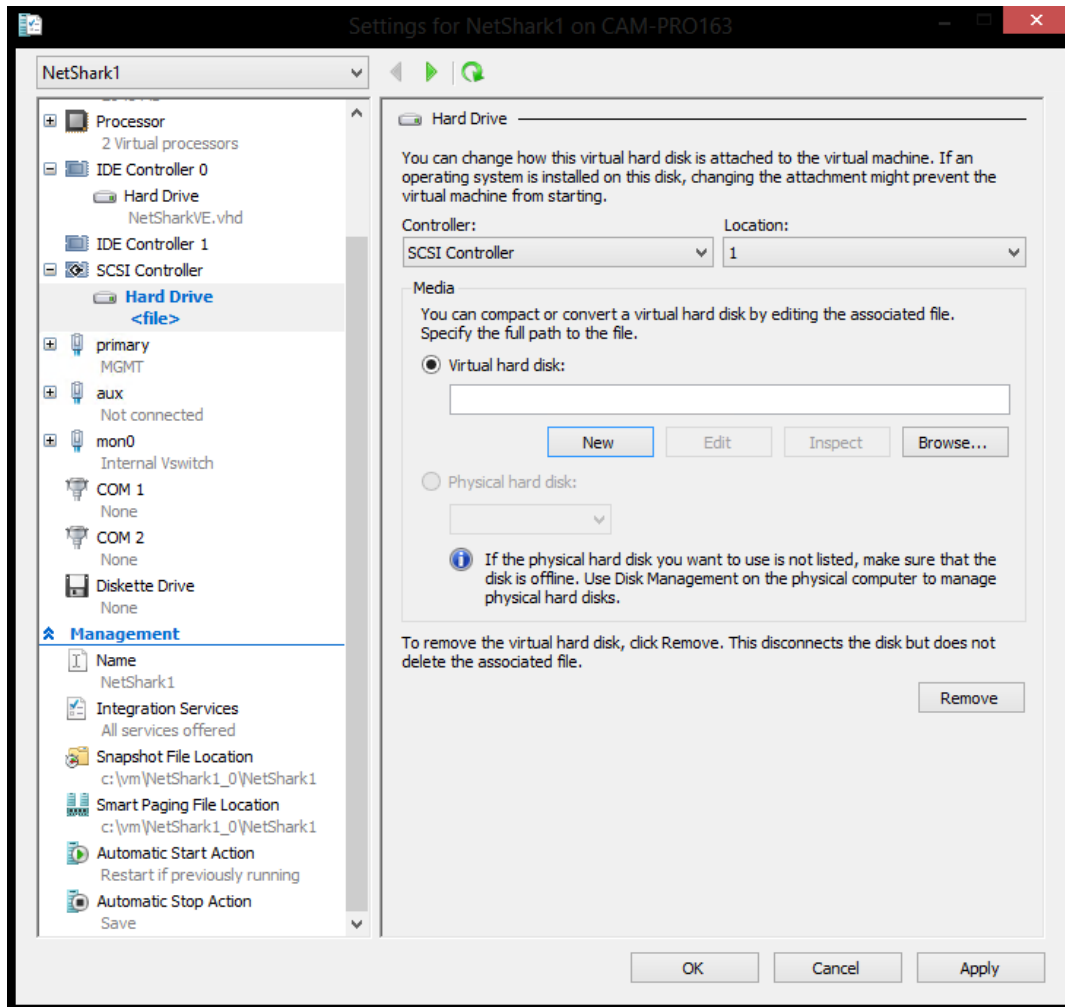 Settings for NetShark1 on CAM-PRO163
NetShark1
Processor
2 Virtual processors
IDE Controller 0
Hard Drive
NetSharkVE.vhd
IDE Controller 1
SCSI Controller
Hard Drive
<file>
primary
MGMT
aux
Not connected
mon0
Internal Vswitch
COM 1
None
COM 2
None
Diskette Drive
None
Management
Name
NetShark1
Integration Services
All services offered
Snapshot File Location
c:\vm\NetShark1_0\NetShark1
Smart Paging File Location
c:\vm\NetShark1_0\NetShark1
Automatic Start Action
Restart if previously running
Automatic Stop Action
Save
Hard Drive
You can change how this virtual hard disk is attached to the virtual machine. If an
operating system is installed on this disk, changing the attachment might prevent the
virtual machine from starting.
Controller: Location:
SCSI Controller 1
Media
You can compact or convert a virtual hard disk by editing the associated file.
Specify the full path to the file.
Virtual hard disk:
New Edit Inspect Browse...
Physical hard disk:
If the physical hard disk you want to use is not listed, make sure that the
disk is offline. Use Disk Management on the physical computer to manage
physical hard disks.
To remove the virtual hard disk, click Remove. This disconnects the disk but does not
delete the associated file.
Remove
OK Cancel Apply